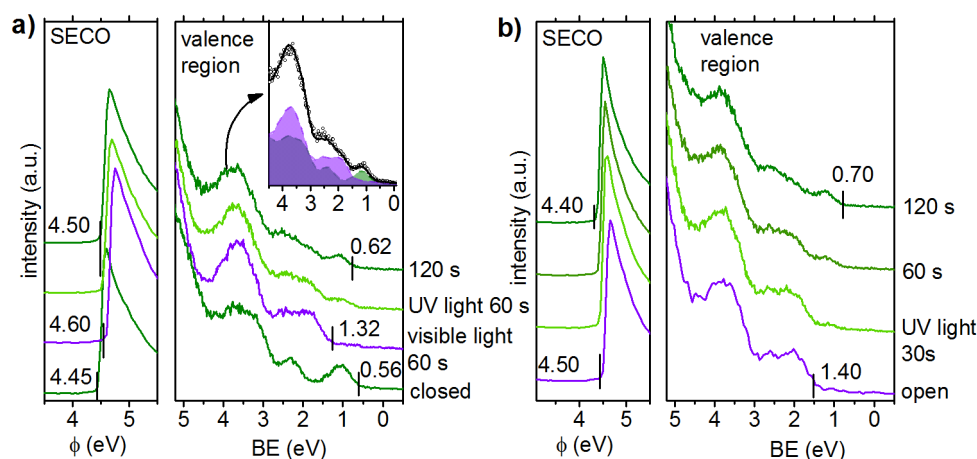 a)
SECO
valence
region
4 3 2 1 0
intensity (a.u.)
4.50
4.60
4.45
0.62
1.32
0.56
120 s
UV light 60 s
visible light
60 s
closed
4 5
ϕ (eV)
5 4 3 2 1 0
BE (eV)
b)
SECO
valence
region
intensity (a.u.)
4.40
4.50
0.70
1.40
120 s
60 s
UV light
30s
open
4 5
ϕ (eV)
5 4 3 2 1 0
BE (eV)